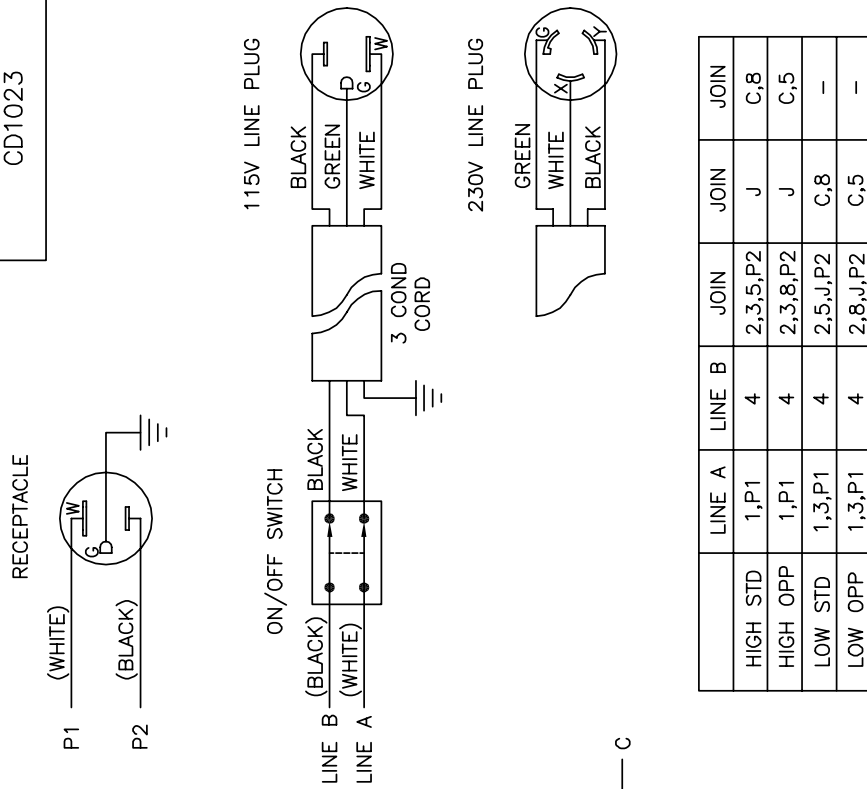 CD1023
RECEPTACLE
P1
(WHITE)
W
G
(BLACK)
P2
115V LINE PLUG
BLACK
GREEN
WHITE
W
G
3 COND
CORD
ON/OFF SWITCH
BLACK
WHITE
LINE B
(BLACK)
LINE A
(WHITE)
230V LINE PLUG
GREEN
WHITE
BLACK
G
Y
X
C
LINE A LINE B JOIN JOIN JOIN
HIGH STD 1,P1 4 2,3,5,P2 J C,8
HIGH OPP 1,P1 4 2,3,8,P2 J C,5
LOW STD 1,3,P1 4 2,5,J,P2 C,8 –
LOW OPP 1,3,P1 4 2,8,J,P2 C,5 –